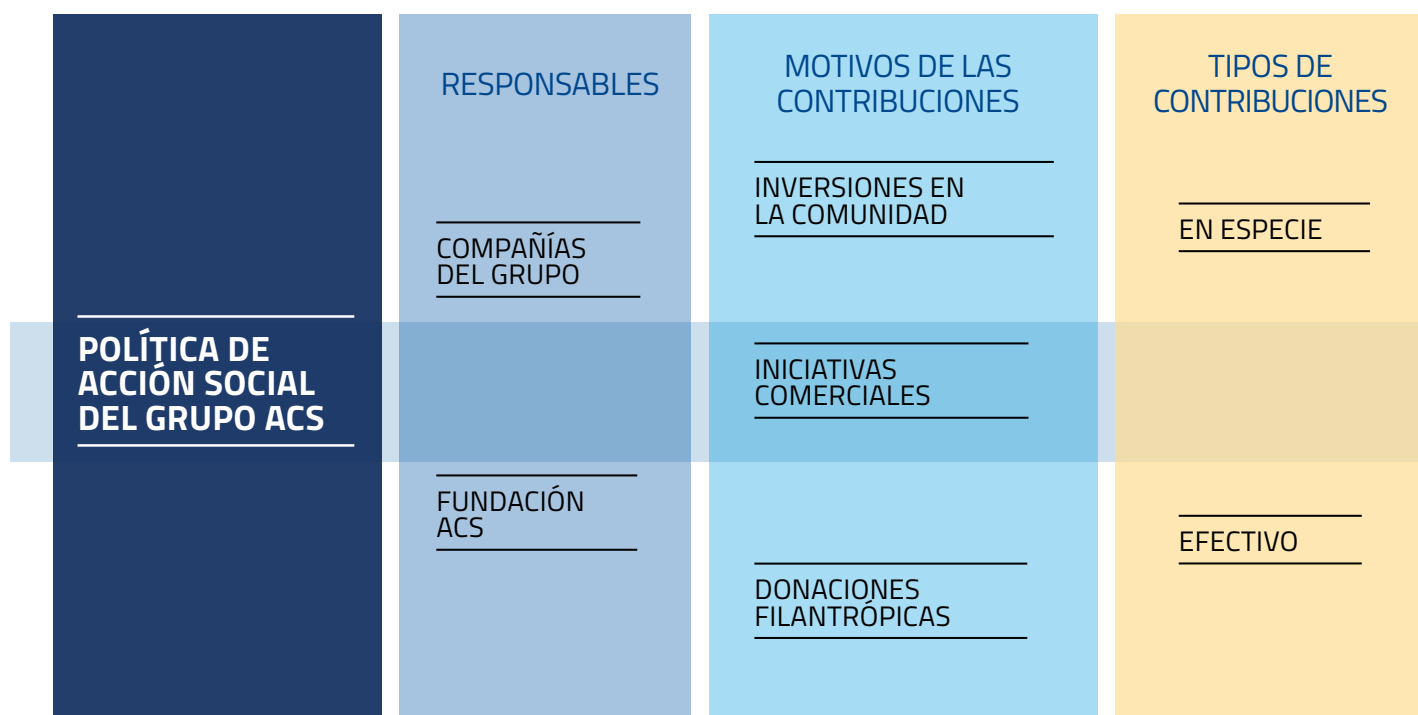 POLÍTICA DE
ACCIÓN SOCIAL
DEL GRUPO ACS
RESPONSABLES
COMPAÑÍAS
DEL GRUPO
FUNDACIÓN
ACS
MOTIVOS DE LAS
CONTRIBUCIONES
INVERSIONES EN
LA COMUNIDAD
INICIATIVAS
COMERCIALES
DONACIONES
FILANTRÓPICAS
TIPOS DE
CONTRIBUCIONES
EN ESPECIE
EFECTIVO